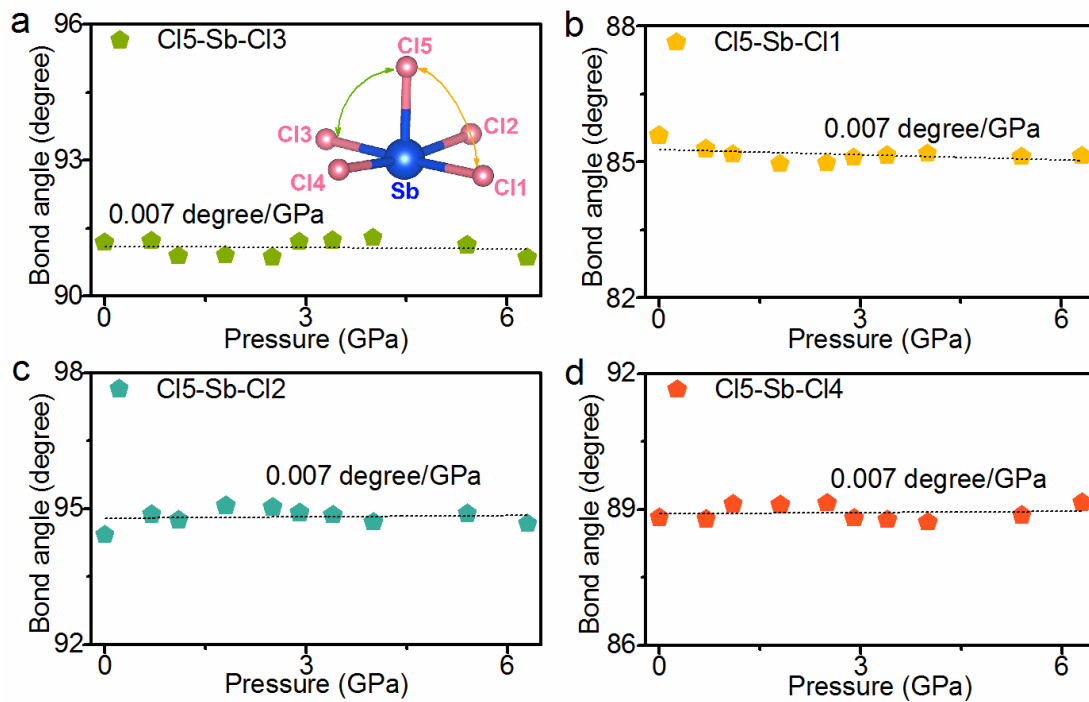 a
Cl5-Sb-Cl3
96
93
90
Bond angle (degree)
Cl5
Cl3
Cl2
Cl4
Sb
Cl1
0.007 degree/GPa
0
3
6
Pressure (GPa)
b
Cl5-Sb-Cl1
88
85
82
Bond angle (degree)
0.007 degree/GPa
0
3
6
Pressure (GPa)
c
Cl5-Sb-Cl2
98
95
92
Bond angle (degree)
0.007 degree/GPa
0
3
6
Pressure (GPa)
d
Cl5-Sb-Cl4
92
89
86
Bond angle (degree)
0.007 degree/GPa
0
3
6
Pressure (GPa)